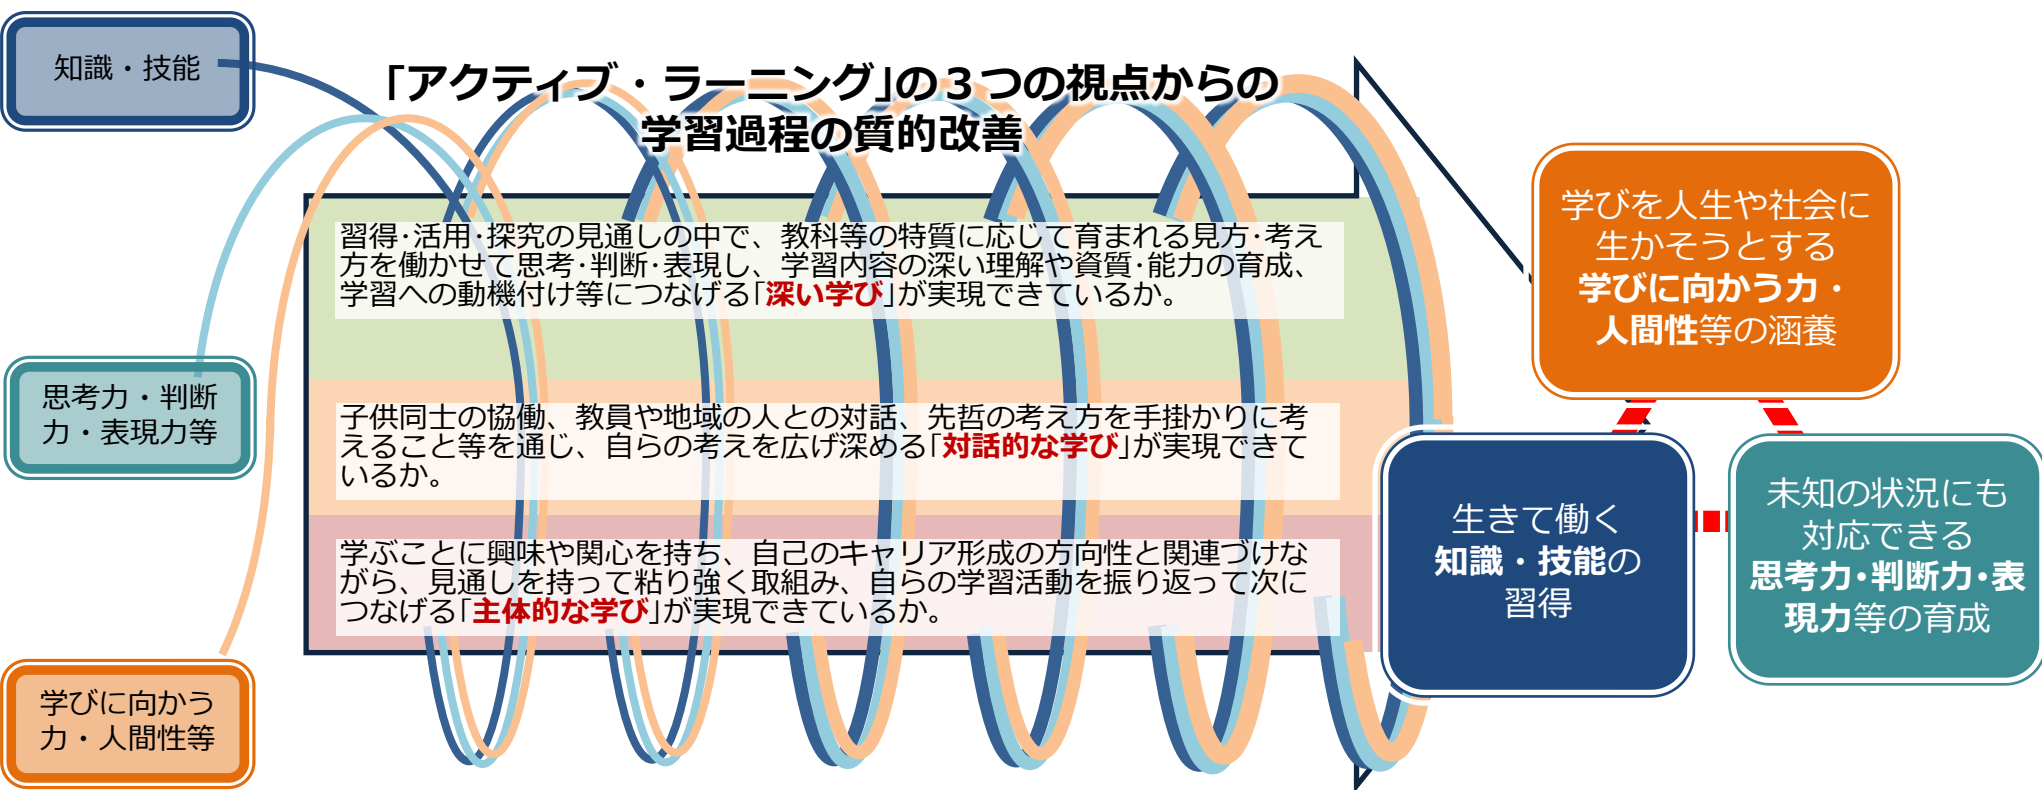 知識・技能
「アクティブ・ラーニング」の３つの視点からの
学習過程の質的改善
習得･活用･探究の見通しの中で、教科等の特質に応じて育まれる見方･考え
方を働かせて思考･判断･表現し、学習内容の深い理解や資質･能力の育成、
学習への動機付け等につなげる「深い学び」が実現できているか。
思考力・判断
力・表現力等
子供同士の協働、教員や地域の人との対話、先哲の考え方を手掛かりに考
えること等を通じ、自らの考えを広げ深める「対話的な学び」が実現できて
いるか。
学ぶことに興味や関心を持ち、自己のキャリア形成の方向性と関連づけな
がら、見通しを持って粘り強く取組み、自らの学習活動を振り返って次に
つなげる「主体的な学び」が実現できているか。
学びに向かう
力・人間性等
学びを人生や社会に
生かそうとする
学びに向かう力・
人間性等の涵養
生きて働く
知識・技能の
習得
未知の状況にも
対応できる
思考力･判断力･表
現力等の育成